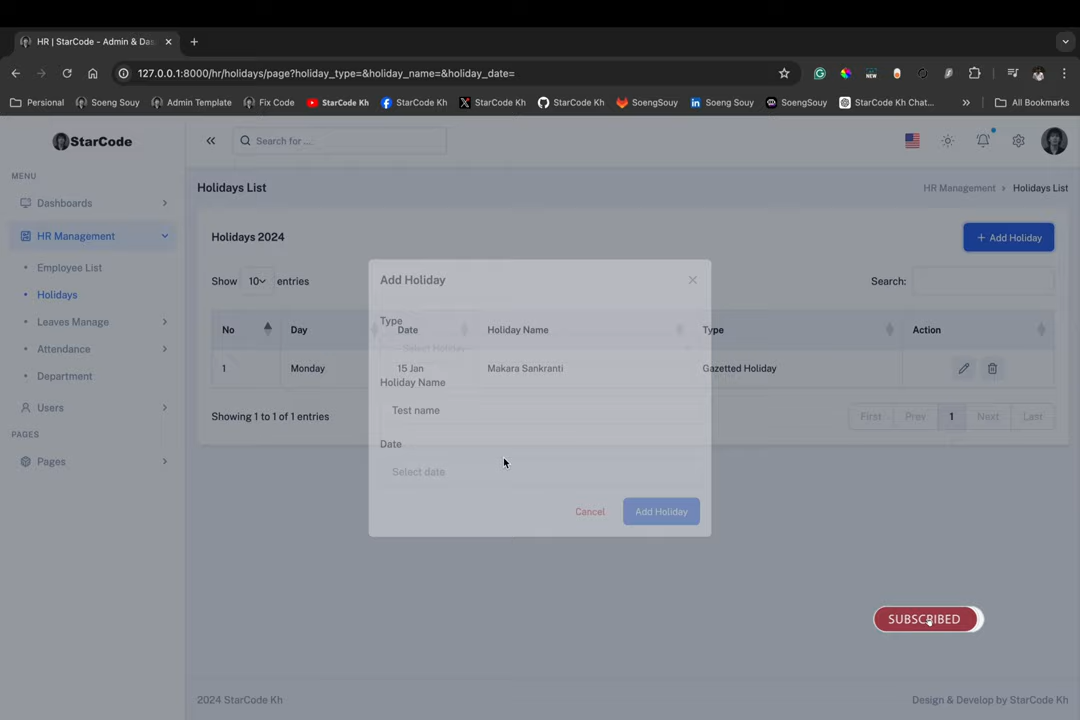 HR | StarCode - Admin & Das
127.0.0.1:8000/hr/holidays/page?holiday_type=&holiday_name=&holiday_date=
NEW
Personal
Soeng Souy
Admin Template
Fix Code
StarCode Kh
StarCode Kh
StarCode Kh
StarCode Kh
SoengSouy
Soeng Souy
SoengSouy
StarCode Kh Chat...
All Bookmarks
StarCode
Search for ...
MENU
Dashboards
HR Management
Employee List
Holidays
Leaves Manage
Attendance
Department
Users
PAGES
Pages
Holidays List
HR Management
Holidays List
Holidays 2024
+ Add Holiday
Show 10 entries
Search:
No Day Date Holiday Name Type Action
1 Monday 15 Jan Makara Sankranti Gazetted Holiday
Showing 1 to 1 of 1 entries
First Prev 1 Next Last
Add Holiday
Type
Select Holiday
Holiday Name
Test name
Date
Select date
Cancel
Add Holiday
SUBSCRIBED
2024 StarCode Kh
Design & Develop by StarCode Kh